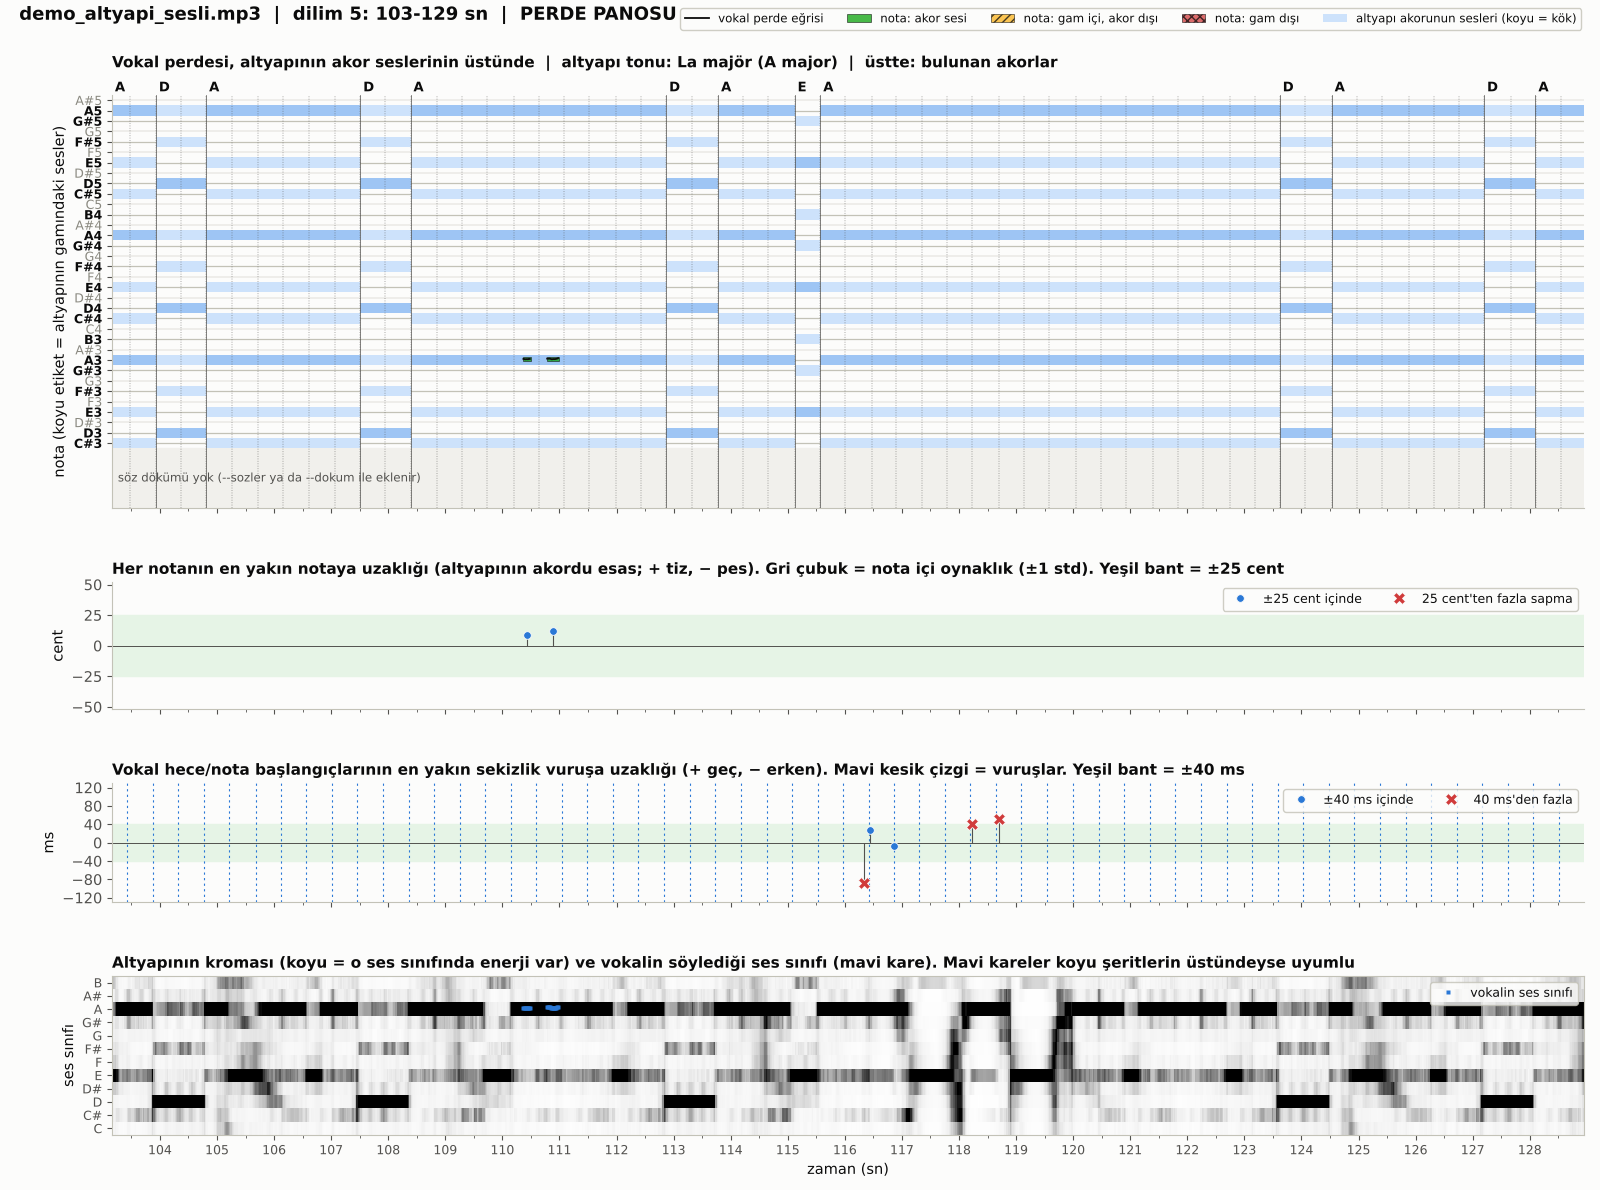 demo_altyapi_sesli.mp3 | dilim 5: 103-129 sn | PERDE PANOSU
vokal perde eğrisi
nota: akor sesi
nota: gam içi, akor dışı
nota: gam dışı
altyapı akorunun sesleri (koyu = kök)
Vokal perdesi, altyapının akor seslerinin üstünde | altyapı tonu: La majör (A major) | üstte: bulunan akorlar
A D A D A D A E A D A D A
nota (koyu etiket = altyapının gamındaki sesler)
A#5
A5
G#5
G5
F#5
F5
E5
D#5
D5
C#5
C5
B4
A#4
A4
G#4
G4
F#4
F4
E4
D#4
D4
C#4
C4
B3
A#3
A3
G#3
G3
F#3
F3
E3
D#3
D3
C#3
söz dökümü yok (--sozler ya da --dokum ile eklenir)
Her notanın en yakın notaya uzaklığı (altyapının akordu esas; + tiz, − pes). Gri çubuk = nota içi oynaklık (±1 std). Yeşil bant = ±25 cent
±25 cent içinde
25 cent'ten fazla sapma
cent
50
25
0
−25
−50
Vokal hece/nota başlangıçlarının en yakın sekizlik vuruşa uzaklığı (+ geç, − erken). Mavi kesik çizgi = vuruşlar. Yeşil bant = ±40 ms
±40 ms içinde
40 ms'den fazla
ms
120
80
40
0
−40
−80
−120
Altyapının kroması (koyu = o ses sınıfında enerji var) ve vokalin söylediği ses sınıfı (mavi kare). Mavi kareler koyu şeritlerin üstündeyse uyumlu
vokalin ses sınıfı
ses sınıfı
B
A#
A
G#
G
F#
F
E
D#
D
C#
C
104 105 106 107 108 109 110 111 112 113 114 115 116 117 118 119 120 121 122 123 124 125 126 127 128
zaman (sn)